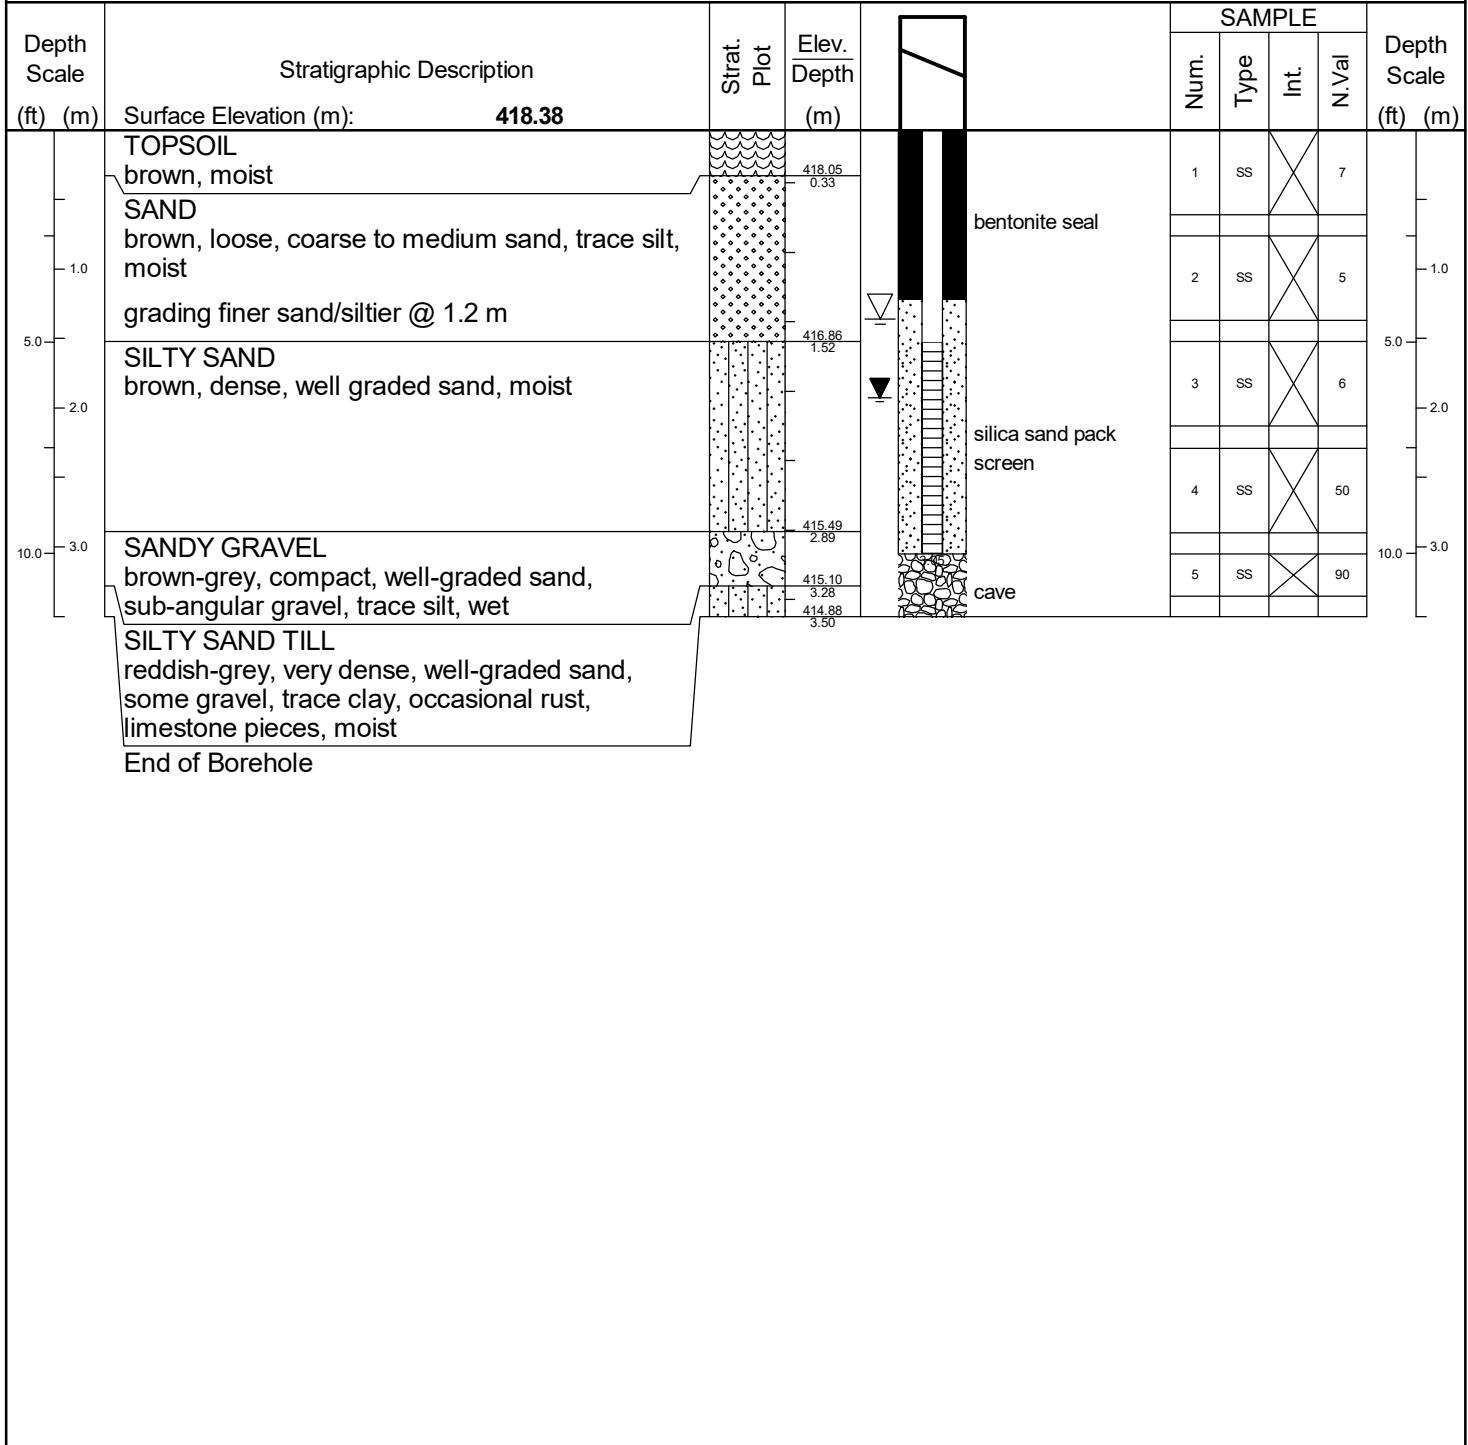 SAMPLE
Depth
Scale
(ft) (m)
Stratigraphic Description
Surface Elevation (m): 418.38
Strat.
Plot
Elev.
Depth
(m)
Num.
Type
Int.
N.Val
Depth
Scale
(ft) (m)
TOPSOIL
brown, moist
418.05
0.33
1 SS 7
SAND
brown, loose, coarse to medium sand, trace silt,
moist
bentonite seal
1.0
2 SS 5
1.0
grading finer sand/siltier @ 1.2 m
5.0
416.86
1.52
5.0
SILTY SAND
brown, dense, well graded sand, moist
3 SS 6
2.0
2.0
silica sand pack
screen
4 SS 50
415.49
2.89
10.0
3.0
SANDY GRAVEL
brown-grey, compact, well-graded sand,
sub-angular gravel, trace silt, wet
415.10
3.28
cave
5 SS 90
10.0
3.0
414.88
3.50
SILTY SAND TILL
reddish-grey, very dense, well-graded sand,
some gravel, trace clay, occasional rust,
limestone pieces, moist
End of Borehole